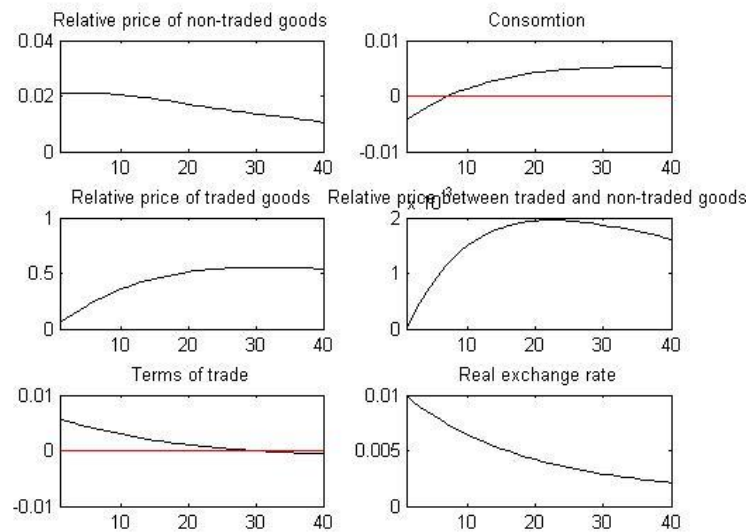 Relative price of non-traded goods
0.04
0.02
0
10 20 30 40
Consomtion
0.01
0
-0.01
10 20 30 40
Relative price of traded goods
1
0.5
0
10 20 30 40
Relative price between traded and non-traded goods
x 10-3
2
1
0
10 20 30 40
Terms of trade
0.01
0
-0.01
10 20 30 40
Real exchange rate
0.01
0.005
0
10 20 30 40